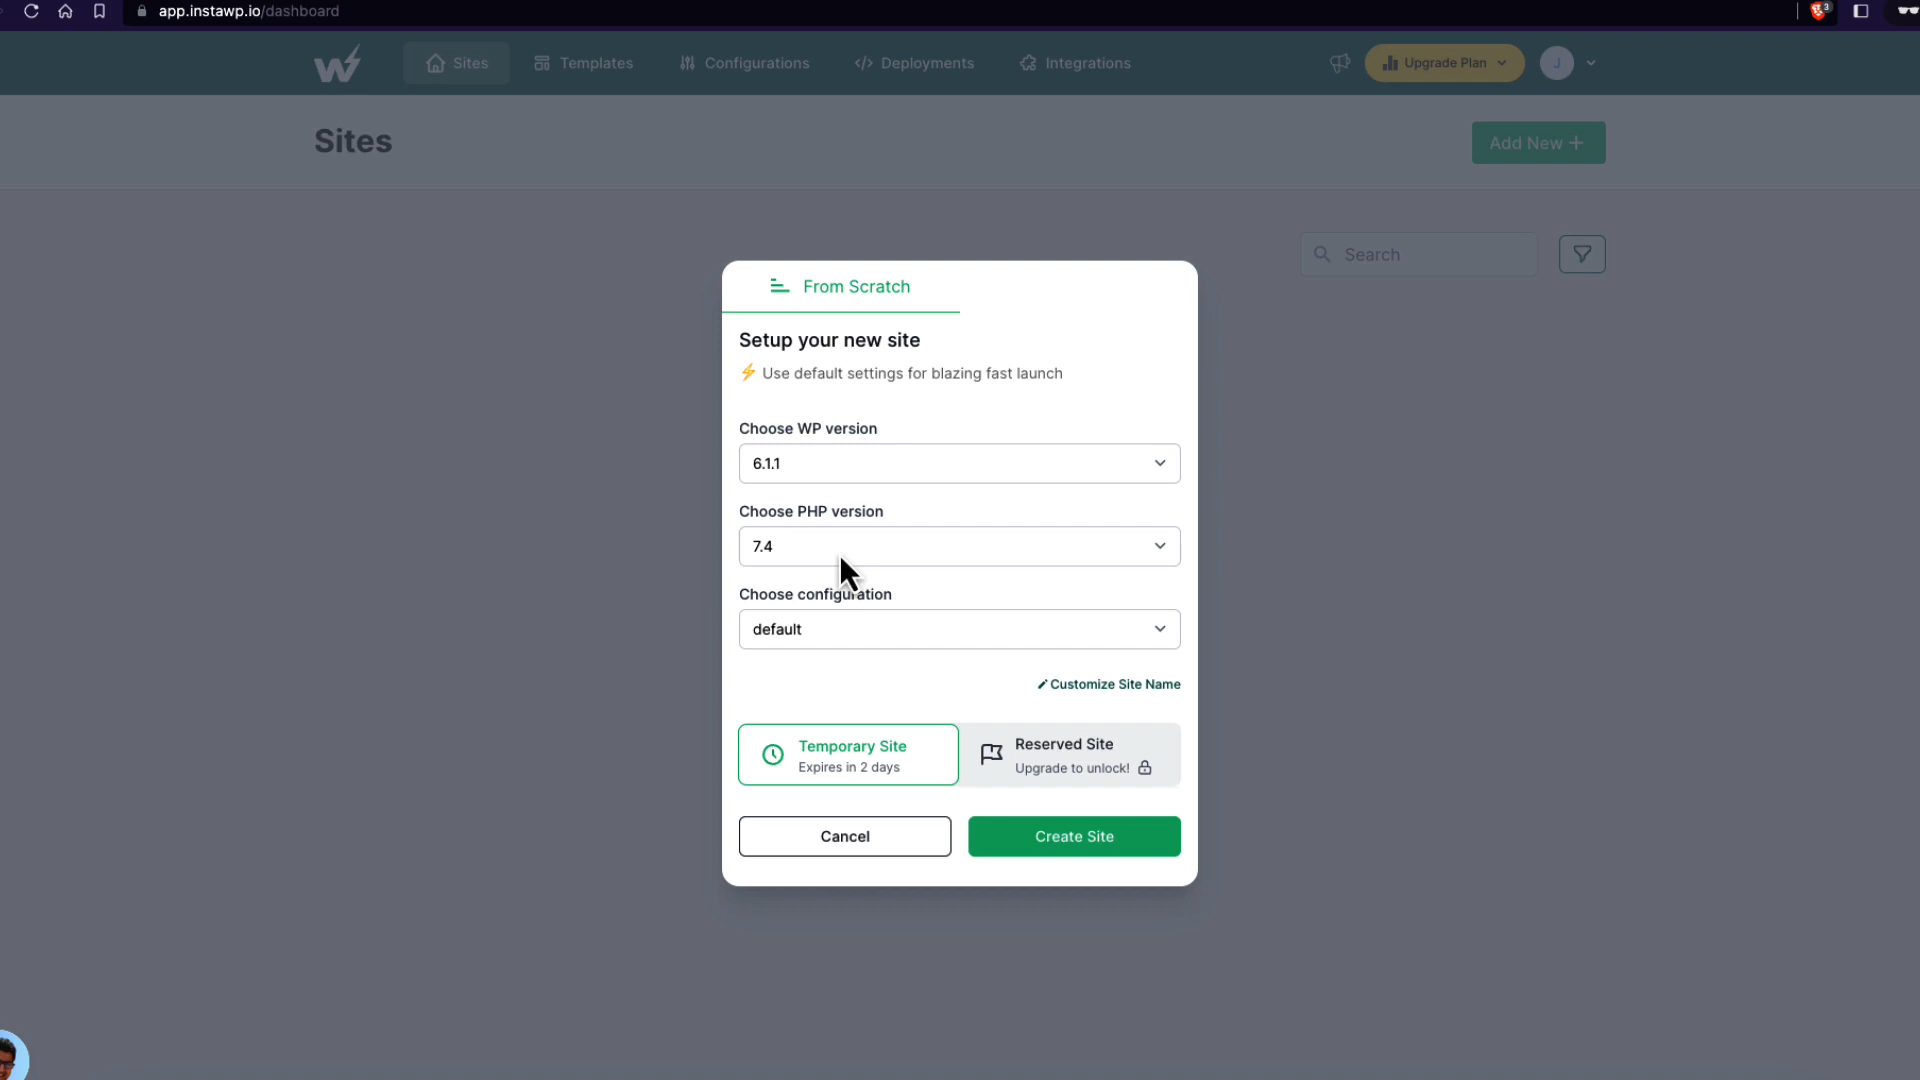 app.instawp.io/dashboard
3
W
Sites
Templates
Configurations
Deployments
Integrations
Upgrade Plan
J
Sites
Add New +
Search
From Scratch
Setup your new site
⚡ Use default settings for blazing fast launch
Choose WP version
6.1.1
Choose PHP version
7.4
Choose configuration
default
Customize Site Name
Temporary Site
Expires in 2 days
Reserved Site
Upgrade to unlock!
Cancel
Create Site